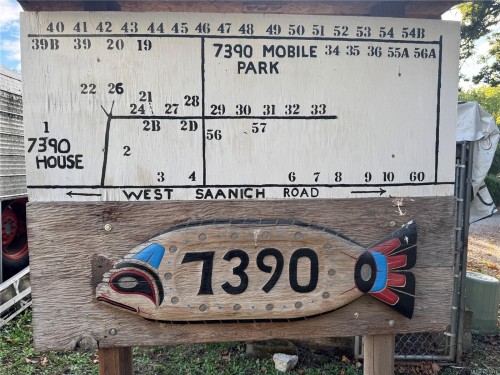 40 41 42 43 44 45 46 47 48 49 50 51 52 53 54 54B
39B 39 20 19 7390 MOBILE 34 35 36 55A 56A
PARK
22 26
21
24 27 28 29 30 31 32 33
1 2B 2D 56 57
7390
HOUSE 2
3 4 6 7 8 9 10 60
WEST SAANICH ROAD
7390